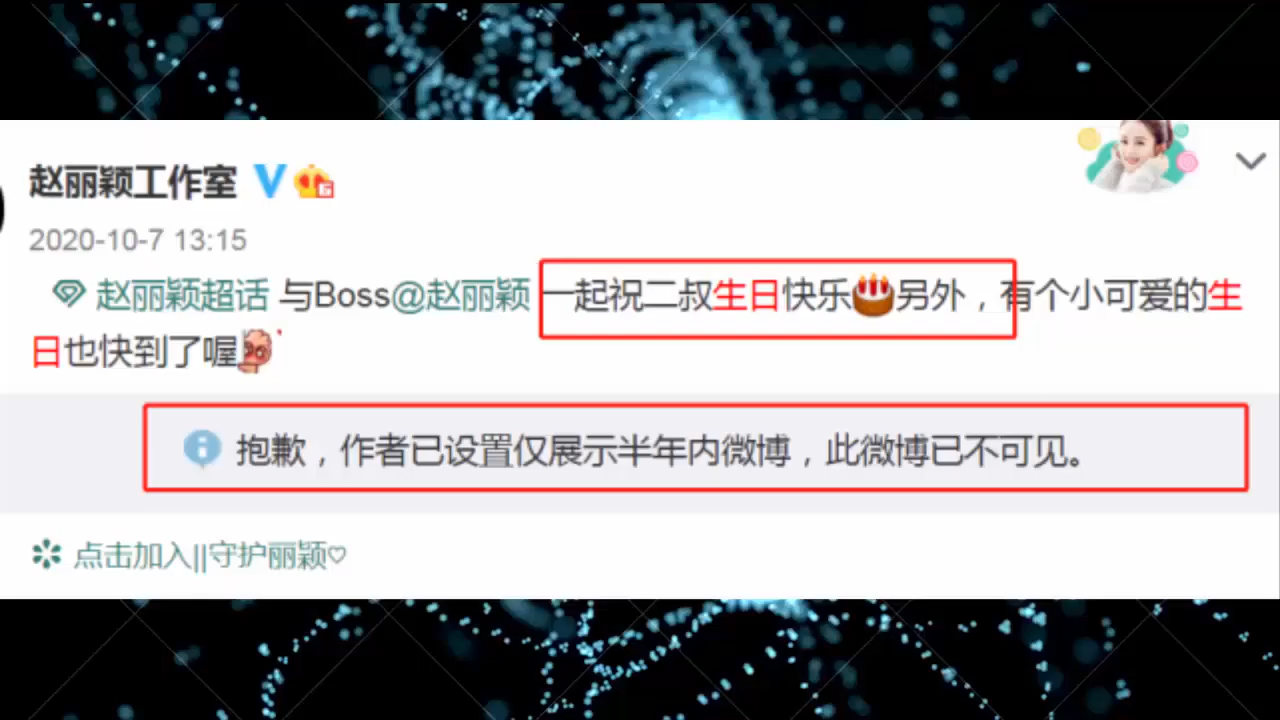 赵丽颖工作室
2020-10-7 13:15
赵丽颖超话 与Boss@赵丽颖 一起祝二叔生日快乐🎂另外，有个小可爱的生
日也快到了喔
抱歉，作者已设置仅展示半年内微博，此微博已不可见。
点击加入||守护丽颖♡